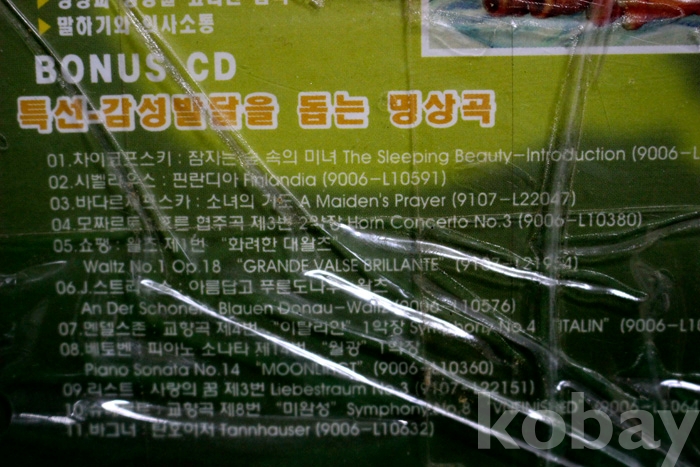 말하기와 의사소통
BONUS CD
특선-감성발달을 돕는 명상곡
01.차이코프스키 : 잠자는 속의 미녀 The Sleeping Beauty-Introduction (9006-L
02.시벨리우스 : 핀란디아 Finlandia (9006-L10591)
03.바다르체프스카 : 소녀의 기도 A Maiden's Prayer (9107-L22047)
04.모짜르트 : 호른 협주곡 제3번 2악장 Horn Concerto No.3 (9006-L10380)
05.쇼팽 : 왈츠 제1번 "화려한 대왈츠
Waltz No.1 Op.18 "GRANDE VALSE BRILLANTE"
06.J.스트라 : 아름답고 푸른도나우 왈츠
An Der Schonen Blauen Donau-Waltz (9006-L10576)
07.멘델스존 : 교향곡 제4번 "이탈리안" 1악장 Symphony No.4 "ITALIN" (9006-L
08.베토벤 : 피아노 소나타 "월광" 1악장
Piano Sonata No.14 (9006-L10360)
09.리스트 : 사랑의 꿈 제3번 Liebestraum No.3 (9107-L22151)
10. : 교향곡 제8번 "미완성" Symphony No.8
11.바그너 : 탄호이저 Tannhauser (9006-L10632)
kobay